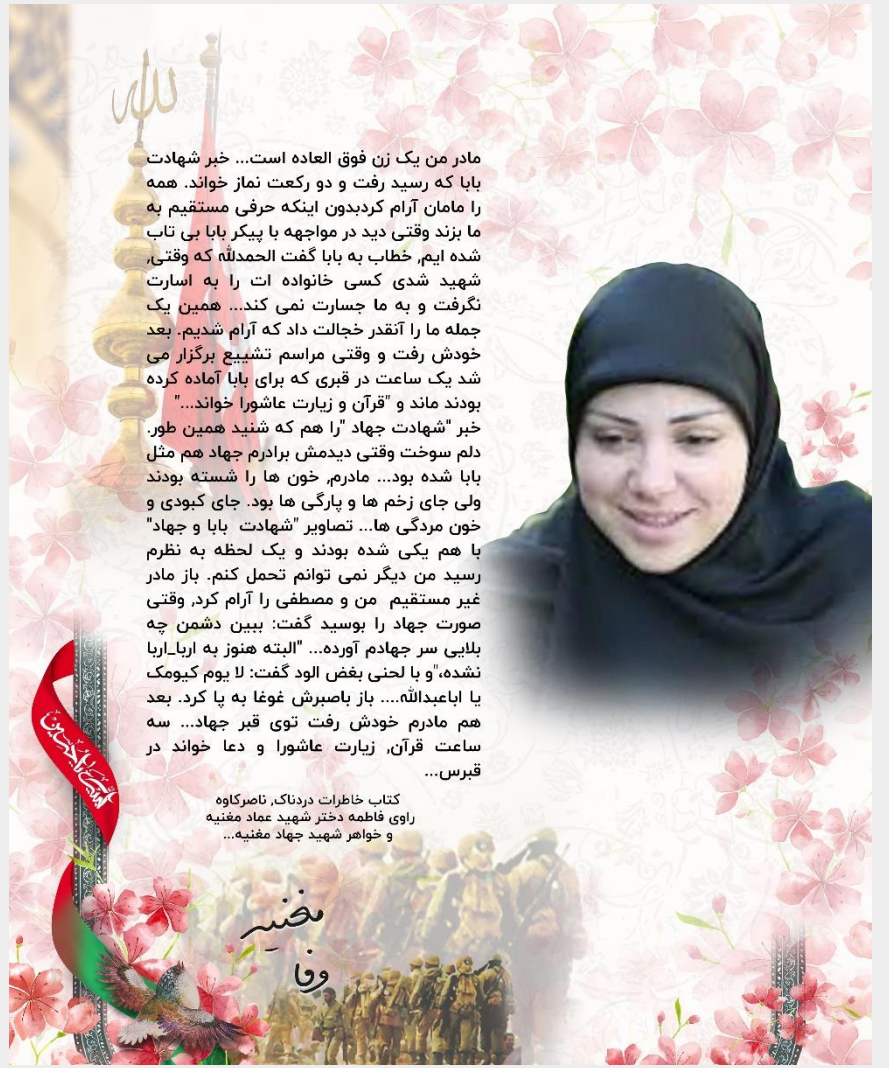 مادر من یک زن فوق العاده است... خبر شهادت
بابا که رسید رفت و دو رکعت نماز خواند. همه
را مامان آرام کردبدون اینکه حرفی مستقیم به
ما بزند وقتی دید در مواجهه با پیکر بابا بی تاب
شده ایم, خطاب به بابا گفت الحمدلله که وقتی,
شهید شدی کسی خانواده ات را به اسارت
نگرفت و به ما جسارت نمی کند... همین یک
جمله ما را آنقدر خجالت داد که آرام شدیم. بعد
خودش رفت و وقتی مراسم تشییع برگزار می
شد یک ساعت در قبری که برای بابا آماده کرده
بودند ماند و "قرآن و زیارت عاشورا خواند..."
خبر "شهادت جهاد "را هم که شنید همین طور.
دلم سوخت وقتی دیدمش برادرم جهاد هم مثل
بابا شده بود... مادرم, خون ها را شسته بودند
ولی جای زخم ها و پارگی ها بود. جای کبودی و
خون مردگی ها... تصاویر "شهادت بابا و جهاد"
با هم یکی شده بودند و یک لحظه به نظرم
رسید من دیگر نمی توانم تحمل کنم. باز مادر
غیر مستقیم من و مصطفی را آرام کرد, وقتی
صورت جهاد را بوسید گفت: ببین دشمن چه
بلایی سر جهادم آورده... "البته هنوز به اربا_اربا
نشده،"و با لحنی بغض الود گفت: لا یوم کیومک
یا اباعبدالله.... باز باصبرش غوغا به پا کرد. بعد
هم مادرم خودش رفت توی قبر جهاد... سه
ساعت قرآن, زیارت عاشورا و دعا خواند در
قبرس...
کتاب خاطرات دردناک, ناصرکاوه
راوی فاطمه دختر شهید عماد مغنیه
و خواهر شهید جهاد مغنیه...
مغنیه
وفا